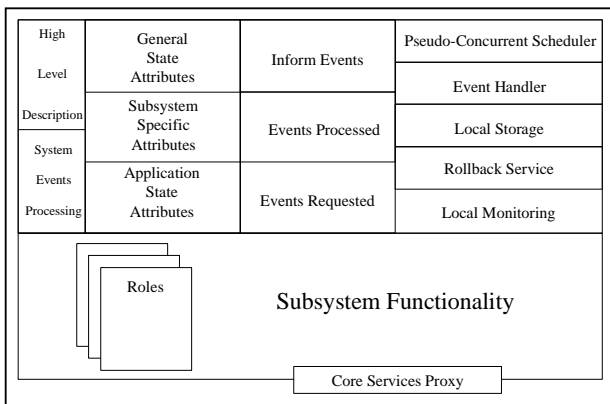 High
Level
Description
System
Events
Processing
General
State
Attributes
Subsystem
Specific
Attributes
Application
State
Attributes
Inform Events
Events Processed
Events Requested
Pseudo-Concurrent Scheduler
Event Handler
Local Storage
Rollback Service
Local Monitoring
Roles
Subsystem Functionality
Core Services Proxy